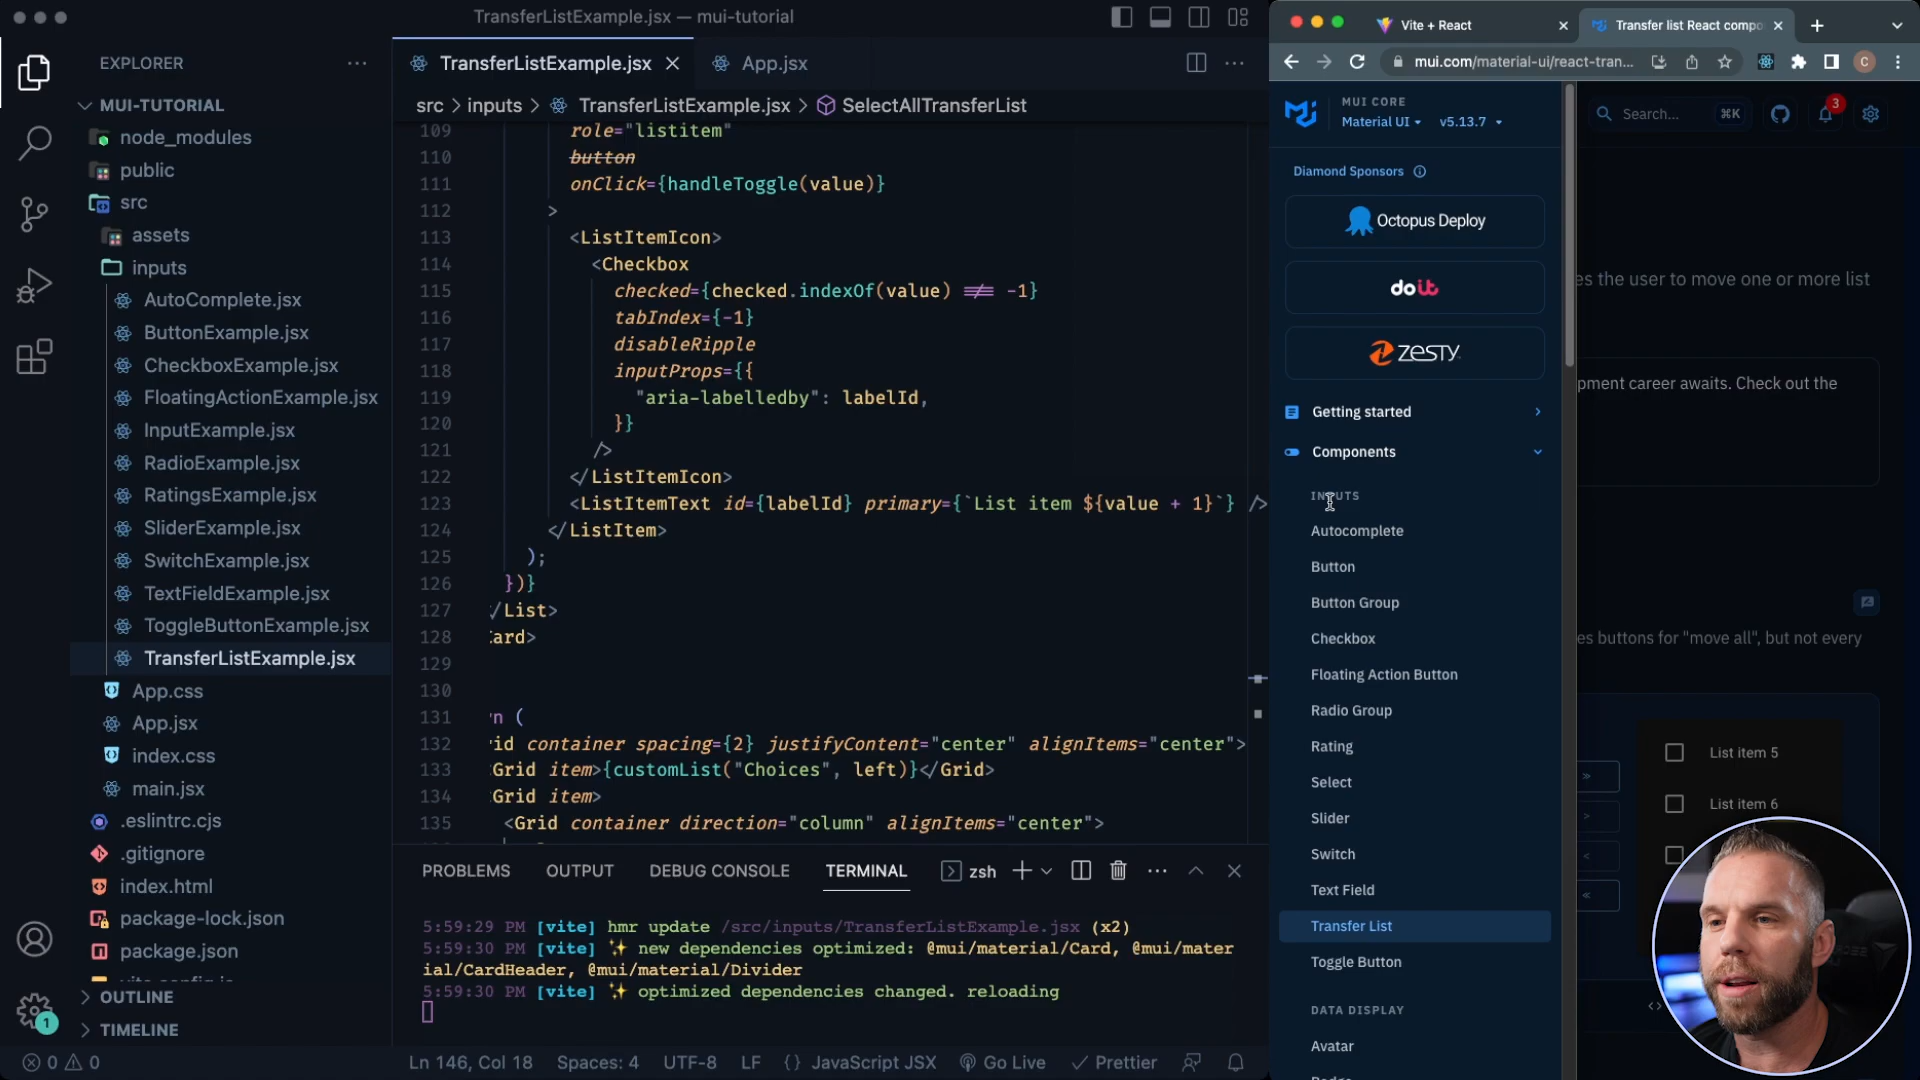 TransferListExample.jsx — mui-tutorial
EXPLORER
MUI-TUTORIAL
node_modules
public
src
assets
inputs
AutoComplete.jsx
ButtonExample.jsx
CheckboxExample.jsx
FloatingActionExample.jsx
InputExample.jsx
RadioExample.jsx
RatingsExample.jsx
SliderExample.jsx
SwitchExample.jsx
TextFieldExample.jsx
ToggleButtonExample.jsx
TransferListExample.jsx
App.css
App.jsx
index.css
main.jsx
.eslintrc.cjs
.gitignore
index.html
package-lock.json
package.json
OUTLINE
TIMELINE
1
TransferListExample.jsx
App.jsx
src > inputs > TransferListExample.jsx > SelectAllTransferList
109 role="listitem"
110 button
111 onClick={handleToggle(value)}
112 >
113 <ListItemIcon>
114 <Checkbox
115 checked={checked.indexOf(value) !== -1}
116 tabIndex={-1}
117 disableRipple
118 inputProps={{
119 "aria-labelledby": labelId,
120 }}
121 />
122 </ListItemIcon>
123 <ListItemText id={labelId} primary={`List item ${value + 1}`} />
124 </ListItem>
125 );
126 })}
127 /List>
128 Card>
129
130
131 rn (
132 rid container spacing={2} justifyContent="center" alignItems="center">
133 Grid item>{customList("Choices", left)}</Grid>
134 Grid item>
135 <Grid container direction="column" alignItems="center">
PROBLEMS OUTPUT DEBUG CONSOLE TERMINAL zsh
5:59:29 PM [vite] hmr update /src/inputs/TransferListExample.jsx (x2)
5:59:30 PM [vite] ✨ new dependencies optimized: @mui/material/Card, @mui/mater
ial/CardHeader, @mui/material/Divider
5:59:30 PM [vite] ✨ optimized dependencies changed. reloading
0 0
Ln 146, Col 18 Spaces: 4 UTF-8 LF {} JavaScript JSX Go Live Prettier
Vite + React
Transfer list React compo
mui.com/material-ui/react-tran...
C
MUI CORE
Material UI v5.13.7
Search... ⌘K
3
Diamond Sponsors
Octopus Deploy
doit
ZESTY
Getting started
Components
INPUTS
Autocomplete
Button
Button Group
Checkbox
Floating Action Button
Radio Group
Rating
Select
Slider
Switch
Text Field
Transfer List
Toggle Button
DATA DISPLAY
Avatar
es the user to move one or more list
pment career awaits. Check out the
es buttons for "move all", but not every
List item 5
List item 6
≫
>
<
≪